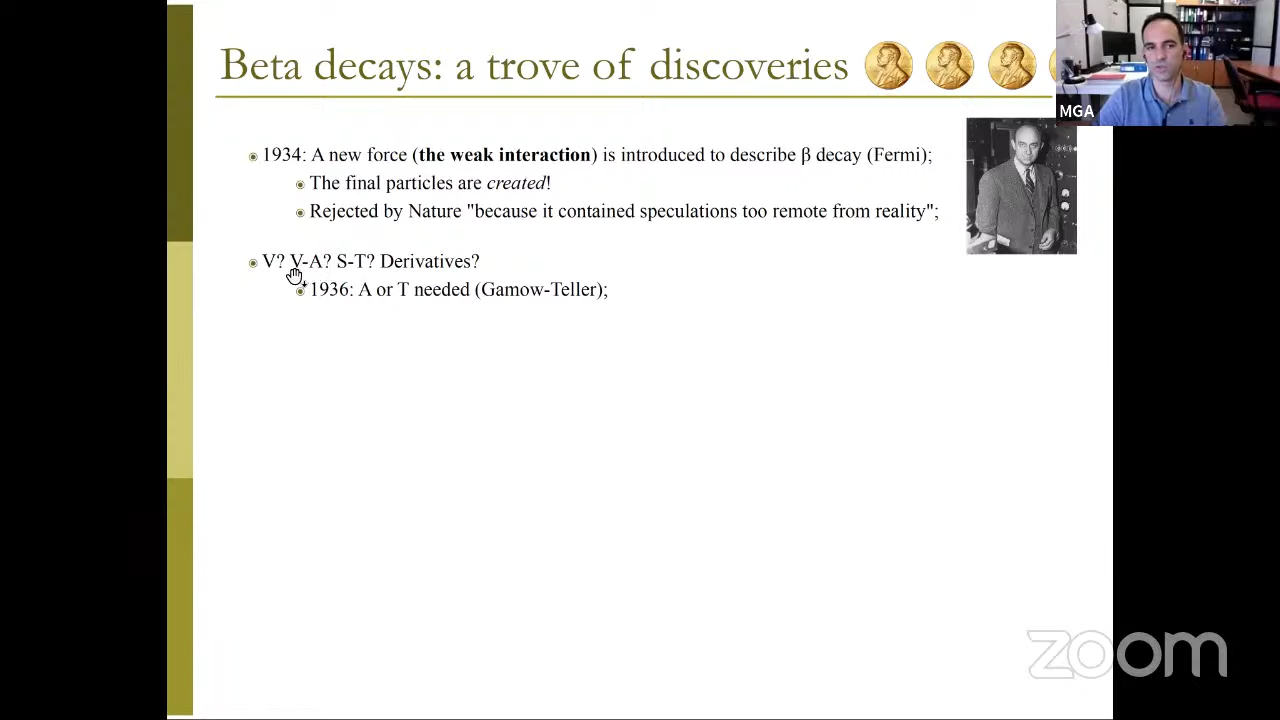 Beta decays: a trove of discoveries
MGA
1934: A new force (the weak interaction) is introduced to describe β decay (Fermi);
The final particles are created!
Rejected by Nature "because it contained speculations too remote from reality";
V? V-A? S-T? Derivatives?
1936: A or T needed (Gamow-Teller);
zoom